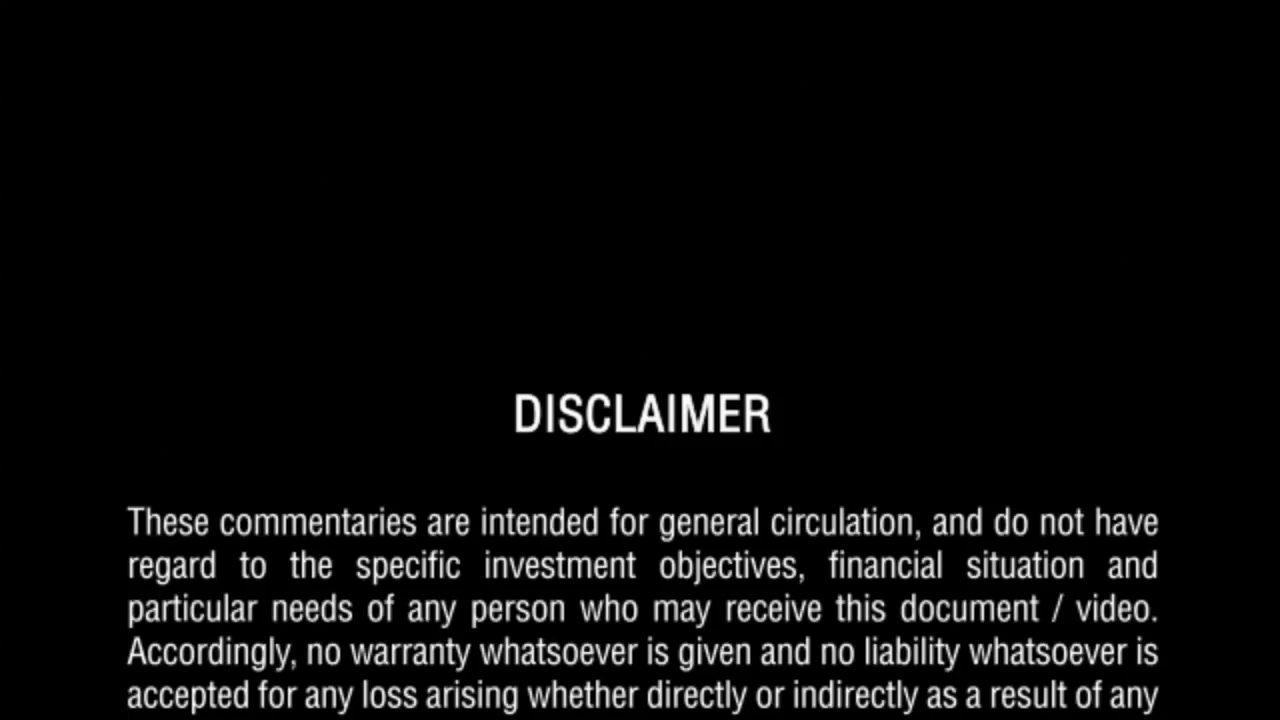 DISCLAIMER
These commentaries are intended for general circulation, and do not have
regard to the specific investment objectives, financial situation and
particular needs of any person who may receive this document / video.
Accordingly, no warranty whatsoever is given and no liability whatsoever is
accepted for any loss arising whether directly or indirectly as a result of any